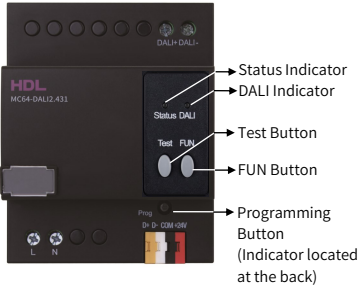 DALI+ DALI-
HDL
MC64-DALI2.431
Status DALI
Test FUN
Prog
D+ D- COM +24V
L N
Status Indicator
DALI Indicator
Test Button
FUN Button
Programming
Button
(Indicator located
at the back)